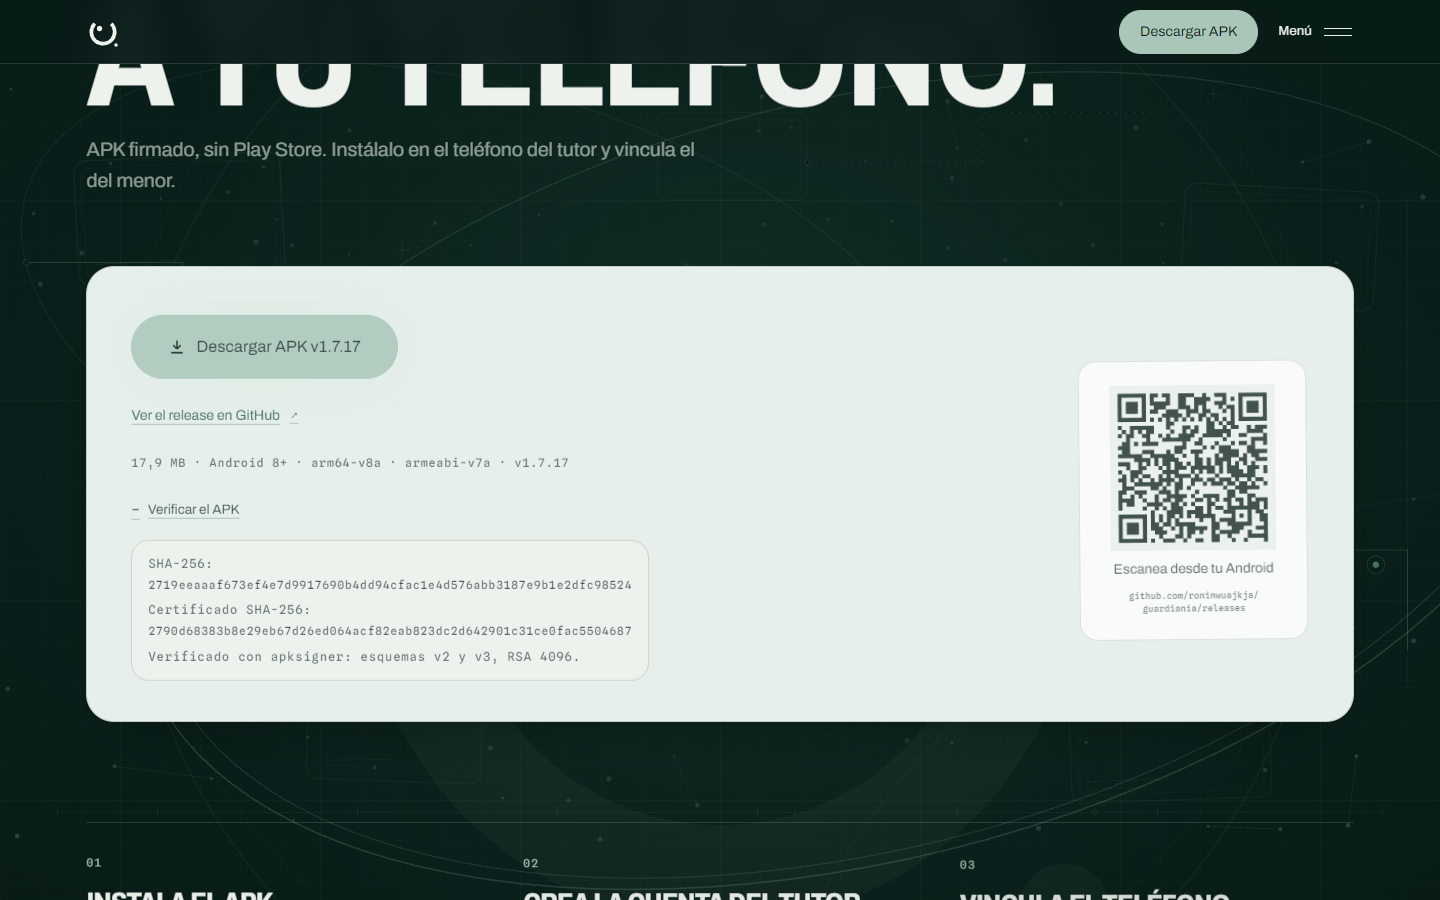 Descargar APK
Menú
A TU TELÉFONO.
APK firmado, sin Play Store. Instálalo en el teléfono del tutor y vincula el
del menor.
Descargar APK v1.7.17
Ver el release en GitHub ↗
17,9 MB · Android 8+ · arm64-v8a · armeabi-v7a · v1.7.17
− Verificar el APK
SHA-256:
2719eeaaaf673ef4e7d9917690b4dd94cfac1e4d576abb3187e9b1e2dfc98524
Certificado SHA-256:
2790d68383b8e29eb67d26ed064acf82eab823dc2d642901c31ce0fac5504687
Verificado con apksigner: esquemas v2 y v3, RSA 4096.
Escanea desde tu Android
github.com/roninwuajkja/
guardiania/releases
01
02
03
INSTALA EL APK
CREA LA CUENTA DEL TUTOR
VINCULA EL TELÉFONO